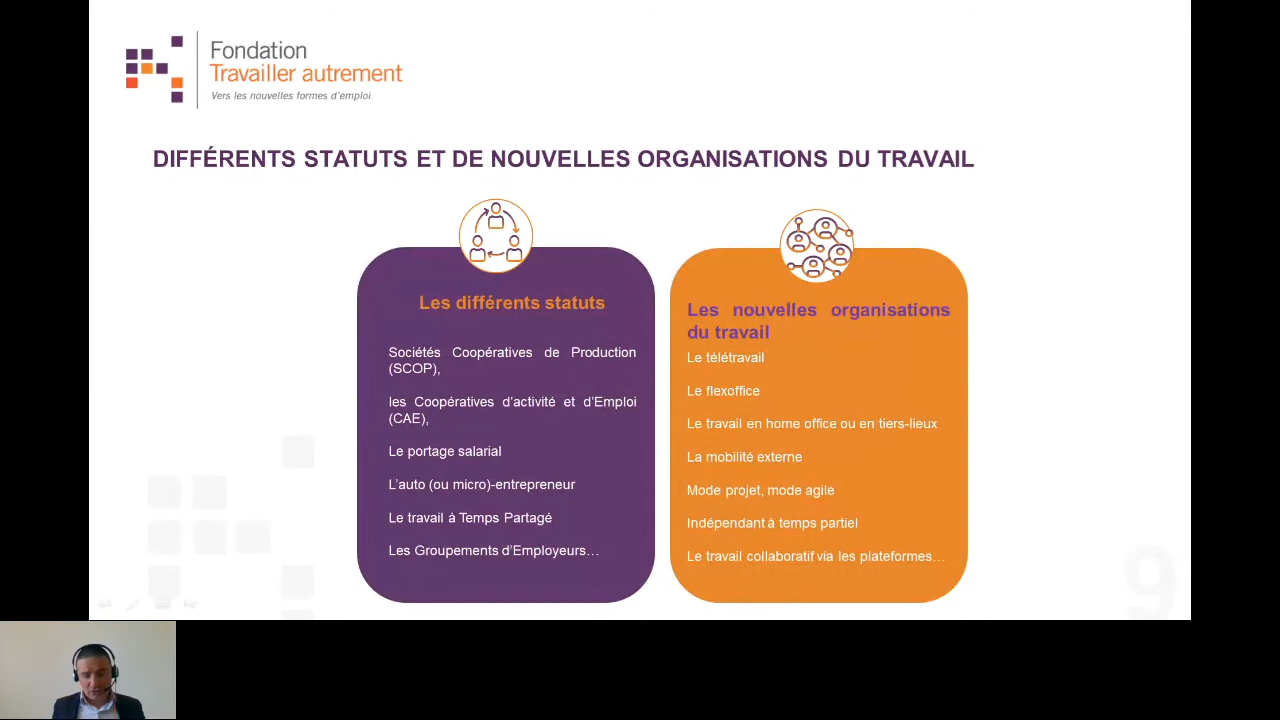 Fondation
Travailler autrement
Vers les nouvelles formes d'emploi
DIFFÉRENTS STATUTS ET DE NOUVELLES ORGANISATIONS DU TRAVAIL
Les différents statuts
Sociétés Coopératives de Production
(SCOP),
les Coopératives d'activité et d'Emploi
(CAE),
Le portage salarial
L'auto (ou micro)-entrepreneur
Le travail à Temps Partagé
Les Groupements d'Employeurs…
Les nouvelles organisations
du travail
Le télétravail
Le flexoffice
Le travail en home office ou en tiers-lieux
La mobilité externe
Mode projet, mode agile
Indépendant à temps partiel
Le travail collaboratif via les plateformes…
9